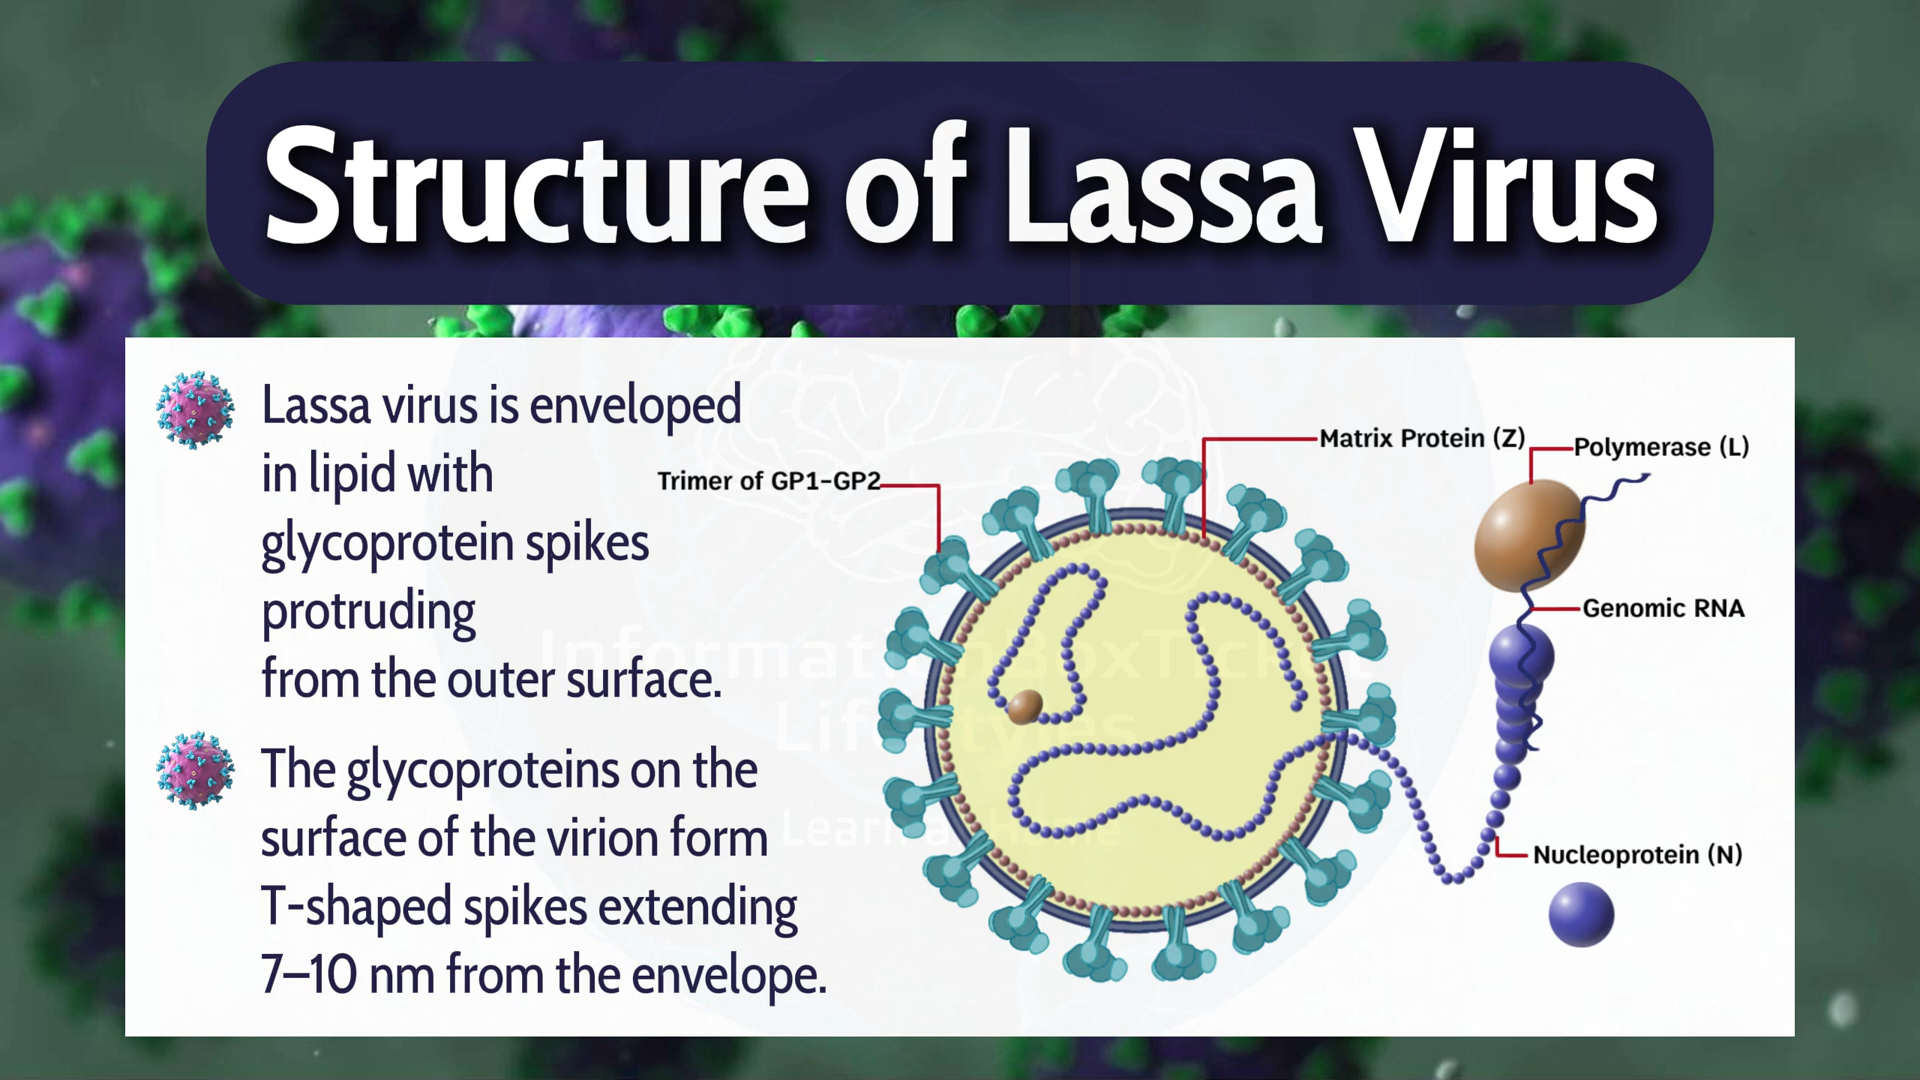 Structure of Lassa Virus
Lassa virus is enveloped
in lipid with
glycoprotein spikes
protruding
from the outer surface.
The glycoproteins on the
surface of the virion form
T-shaped spikes extending
7–10 nm from the envelope.
Trimer of GP1–GP2
Matrix Protein (Z)
Polymerase (L)
Genomic RNA
Nucleoprotein (N)